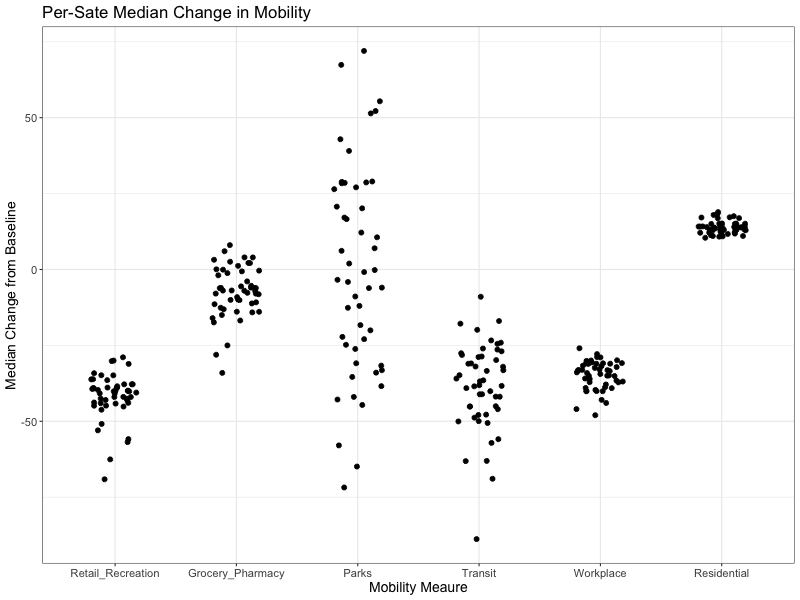 Per-Sate Median Change in Mobility
Median Change from Baseline
50
0
-50
Retail_Recreation Grocery_Pharmacy Parks Transit Workplace Residential
Mobility Meaure